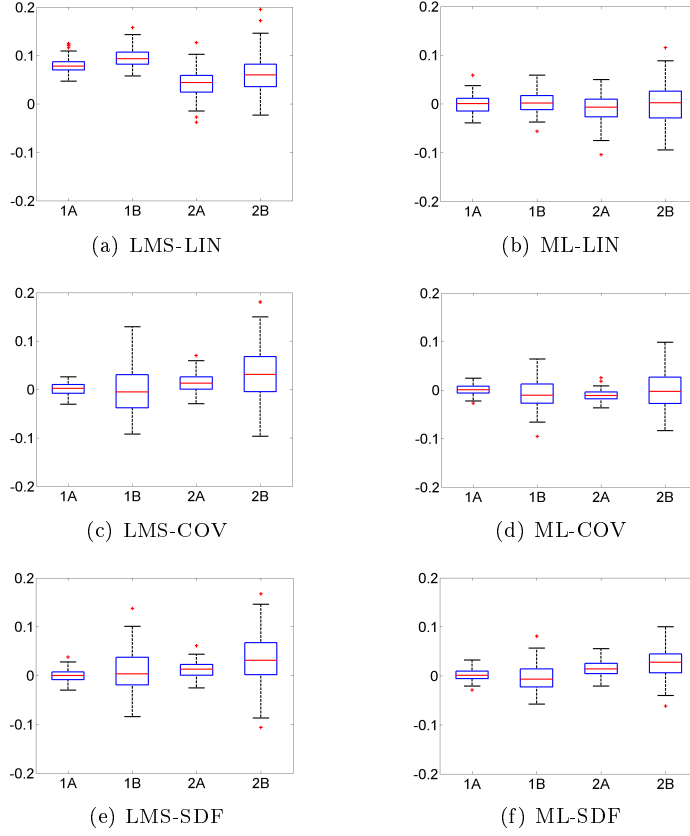 0.2
0.1
0
-0.1
-0.2
1A 1B 2A 2B
(a) LMS-LIN
0.2
0.1
0
-0.1
-0.2
1A 1B 2A 2B
(b) ML-LIN
0.2
0.1
0
-0.1
-0.2
1A 1B 2A 2B
(c) LMS-COV
0.2
0.1
0
-0.1
-0.2
1A 1B 2A 2B
(d) ML-COV
0.2
0.1
0
-0.1
-0.2
1A 1B 2A 2B
(e) LMS-SDF
0.2
0.1
0
-0.1
-0.2
1A 1B 2A 2B
(f) ML-SDF